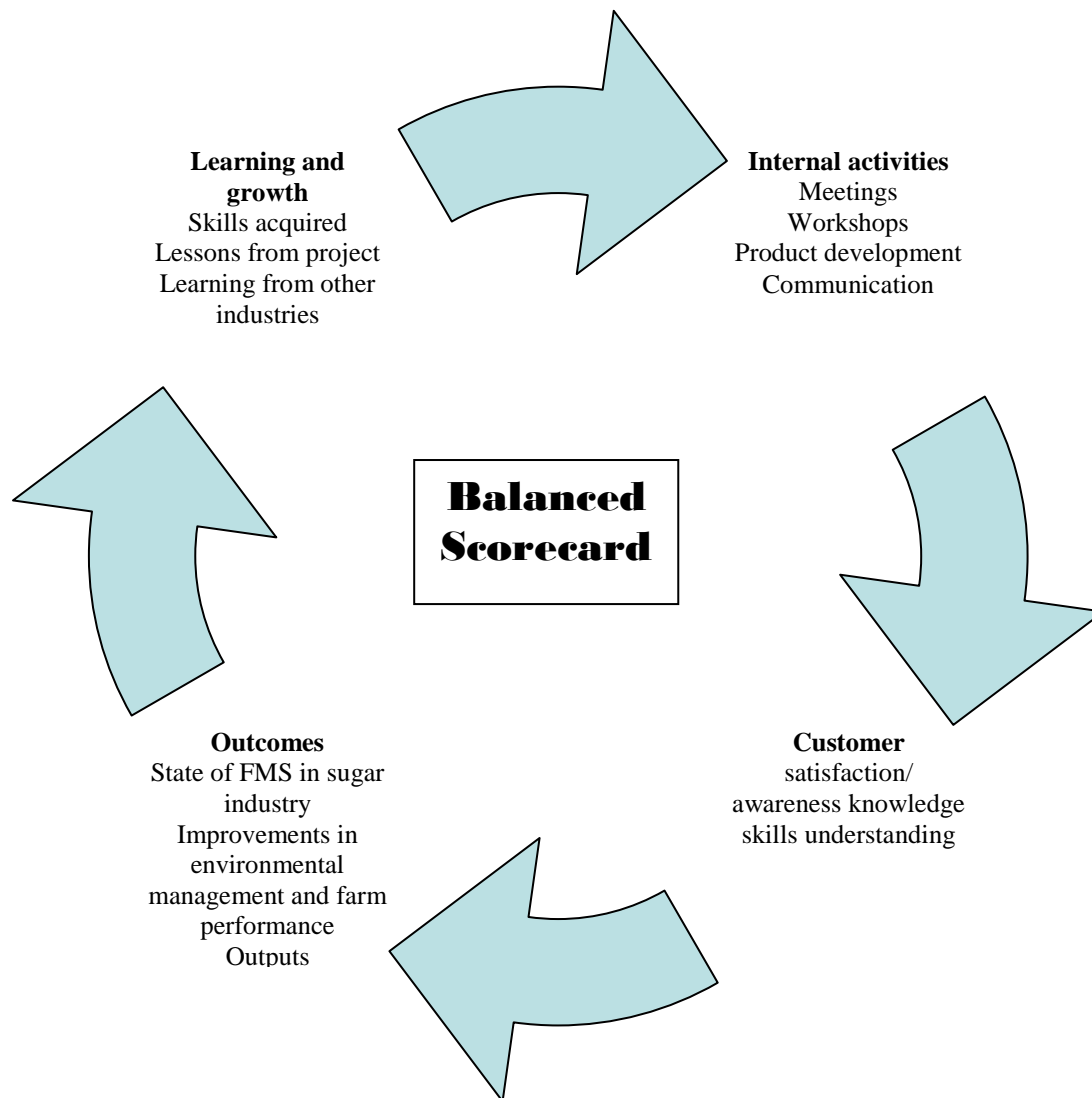 Learning and
growth
Skills acquired
Lessons from project
Learning from other
industries
Internal activities
Meetings
Workshops
Product development
Communication
Balanced
Scorecard
Outcomes
State of FMS in sugar
industry
Improvements in
environmental
management and farm
performance
Outputs
Customer
satisfaction/
awareness knowledge
skills understanding